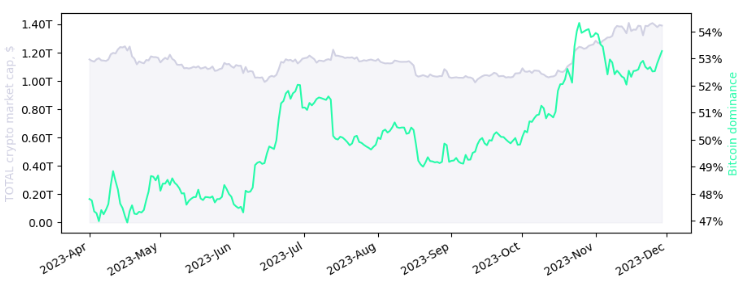 TOTAL crypto market cap, $
1.40T
1.20T
1.00T
0.80T
0.60T
0.40T
0.20T
0.00
54%
53%
52%
51%
50%
49%
48%
47%
Bitcoin dominance
2023-Apr
2023-May
2023-Jun
2023-Jul
2023-Aug
2023-Sep
2023-Oct
2023-Nov
2023-Dec